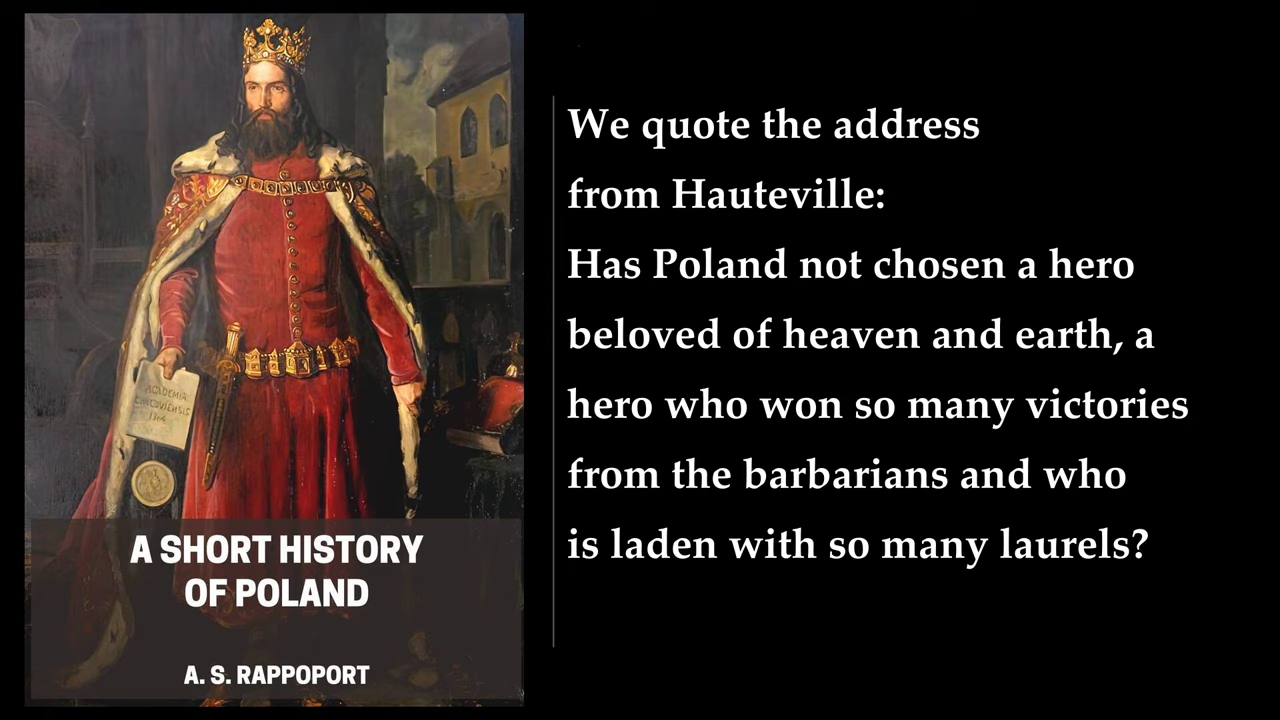 We quote the address
from Hauteville:
Has Poland not chosen a hero
beloved of heaven and earth, a
hero who won so many victories
from the barbarians and who
is laden with so many laurels?
ACADEMIA
CRACOVIENSIS
A SHORT HISTORY
OF POLAND
A. S. RAPPOPORT